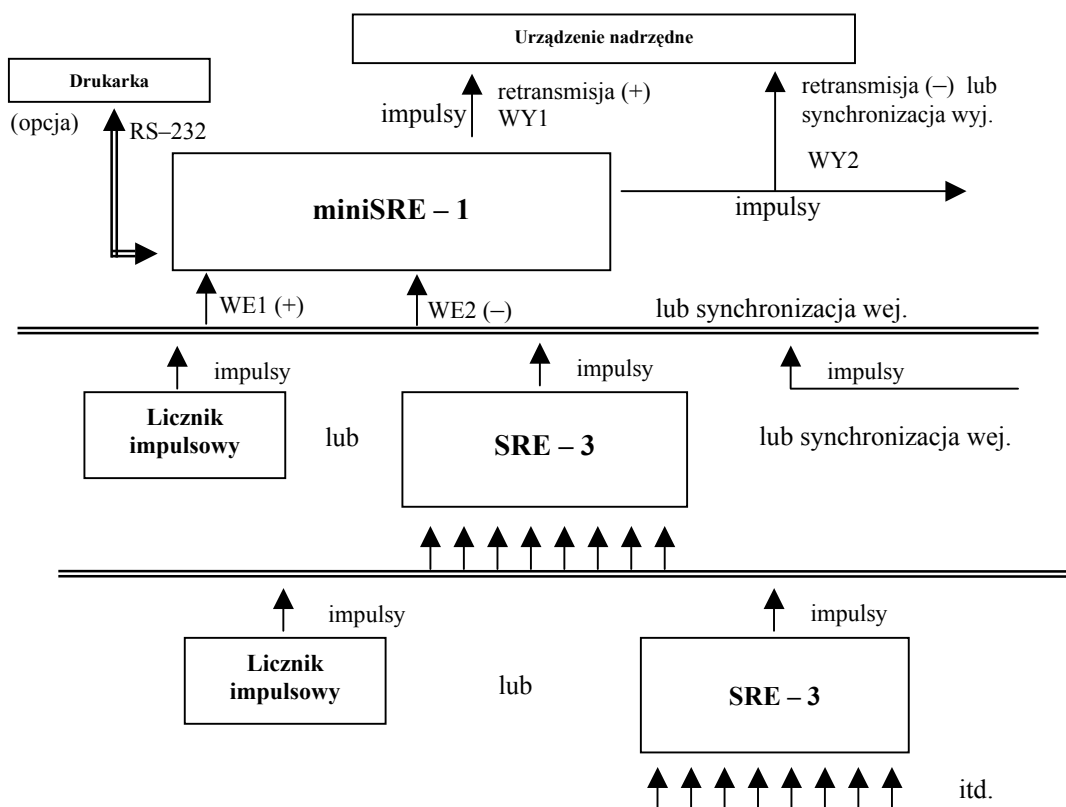 Urządzenie nadrzędne
Drukarka
(opcja)
RS–232
impulsy
retransmisja (+)
WY1
retransmisja (–) lub
synchronizacja wyj.
WY2
miniSRE – 1
impulsy
WE1 (+)
WE2 (–)
lub synchronizacja wej.
impulsy
impulsy
impulsy
Licznik
impulsowy
lub
SRE – 3
lub synchronizacja wej.
impulsy
impulsy
Licznik
impulsowy
lub
SRE – 3
itd.